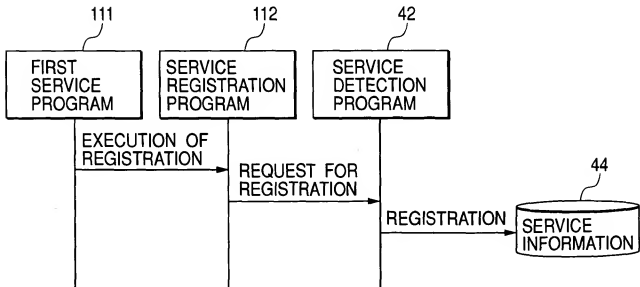 111
112
42
FIRST
SERVICE
PROGRAM
SERVICE
REGISTRATION
PROGRAM
SERVICE
DETECTION
PROGRAM
EXECUTION OF
REGISTRATION
REQUEST FOR
REGISTRATION
REGISTRATION
44
SERVICE
INFORMATION